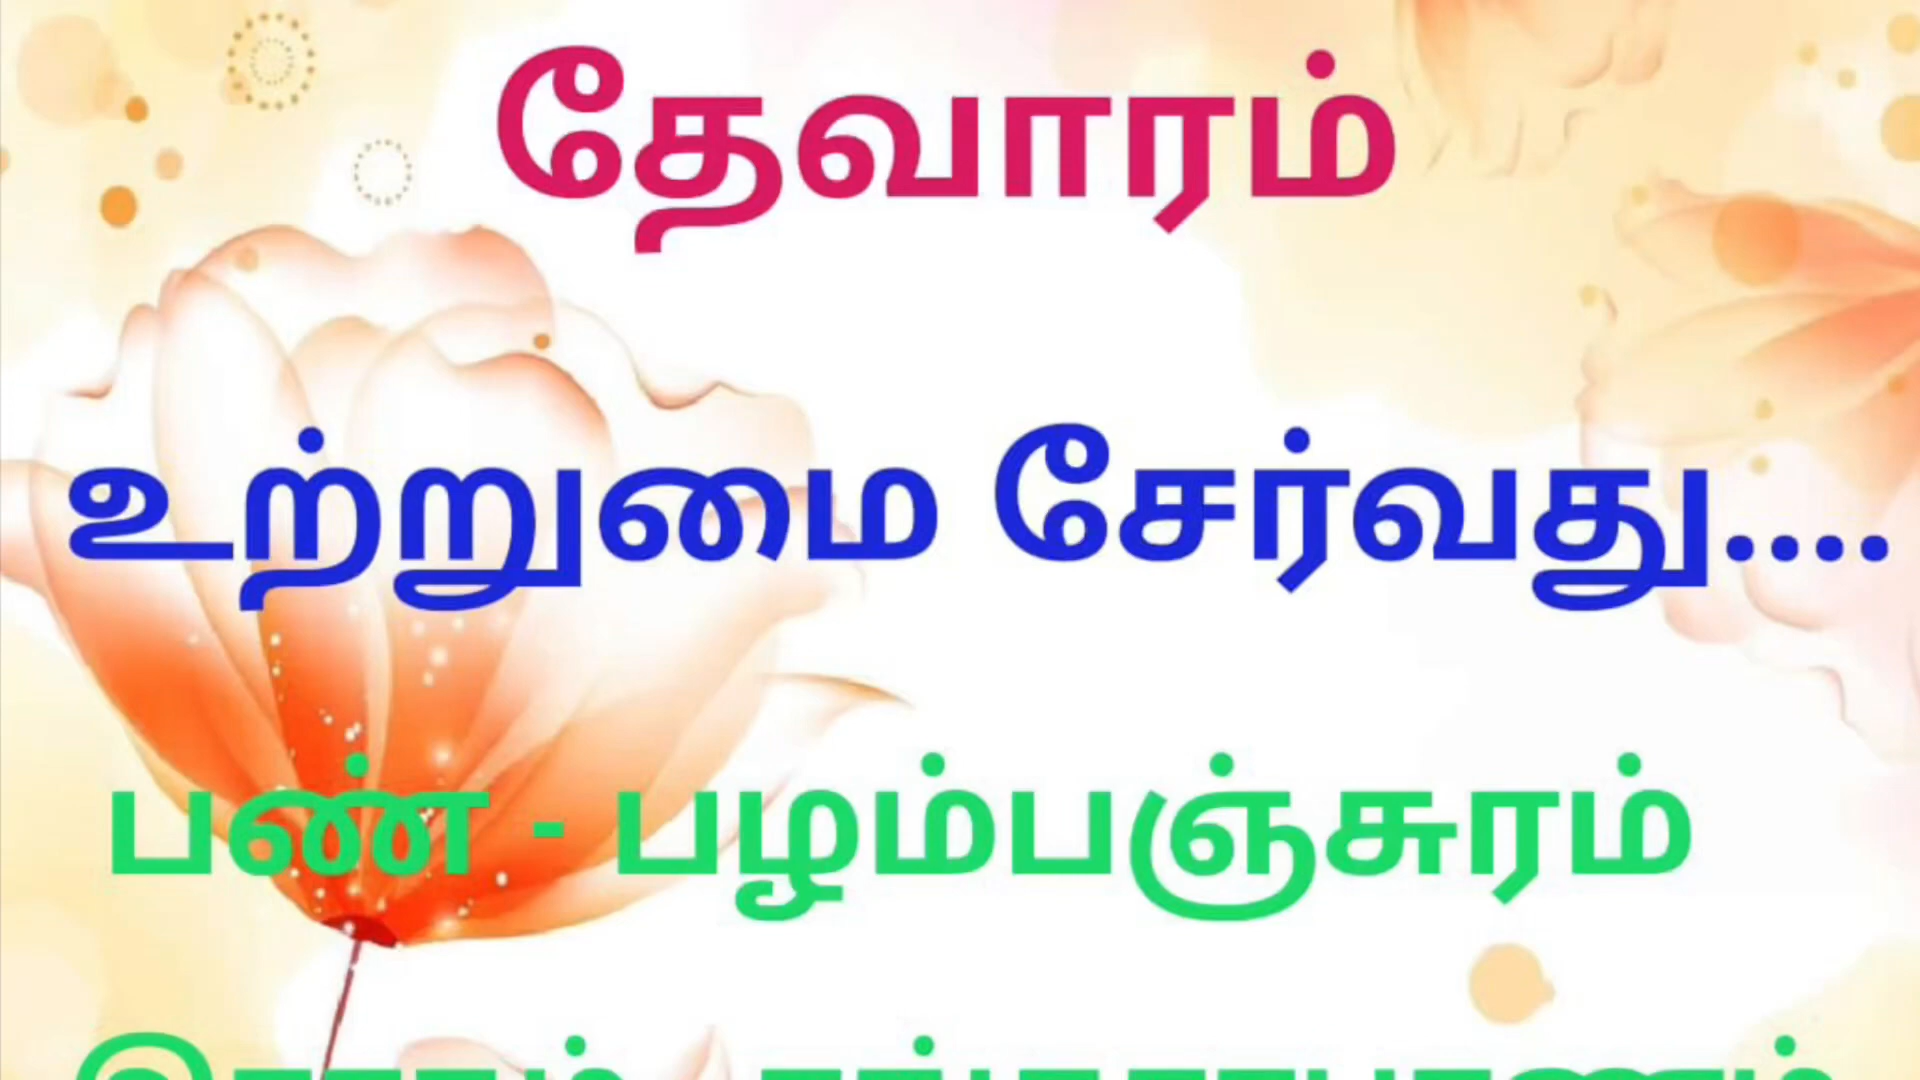 தேவாரம்
உற்றுமை சேர்வது....
பண் - பழம்பஞ்சுரம்